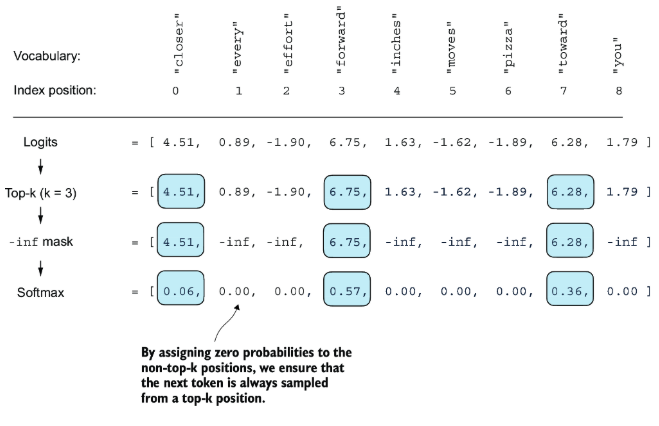 Vocabulary: "closer" "every" "effort" "forward" "inches" "moves" "pizza" "toward" "you"
Index position: 0 1 2 3 4 5 6 7 8
Logits = [ 4.51, 0.89, -1.90, 6.75, 1.63, -1.62, -1.89, 6.28, 1.79 ]
Top-k (k = 3) = [ 4.51, 0.89, -1.90, 6.75, 1.63, -1.62, -1.89, 6.28, 1.79 ]
-inf mask = [ 4.51, -inf, -inf, 6.75, -inf, -inf, -inf, 6.28, -inf ]
Softmax = [ 0.06, 0.00, 0.00, 0.57, 0.00, 0.00, 0.00, 0.36, 0.00 ]
By assigning zero probabilities to the
non-top-k positions, we ensure that
the next token is always sampled
from a top-k position.